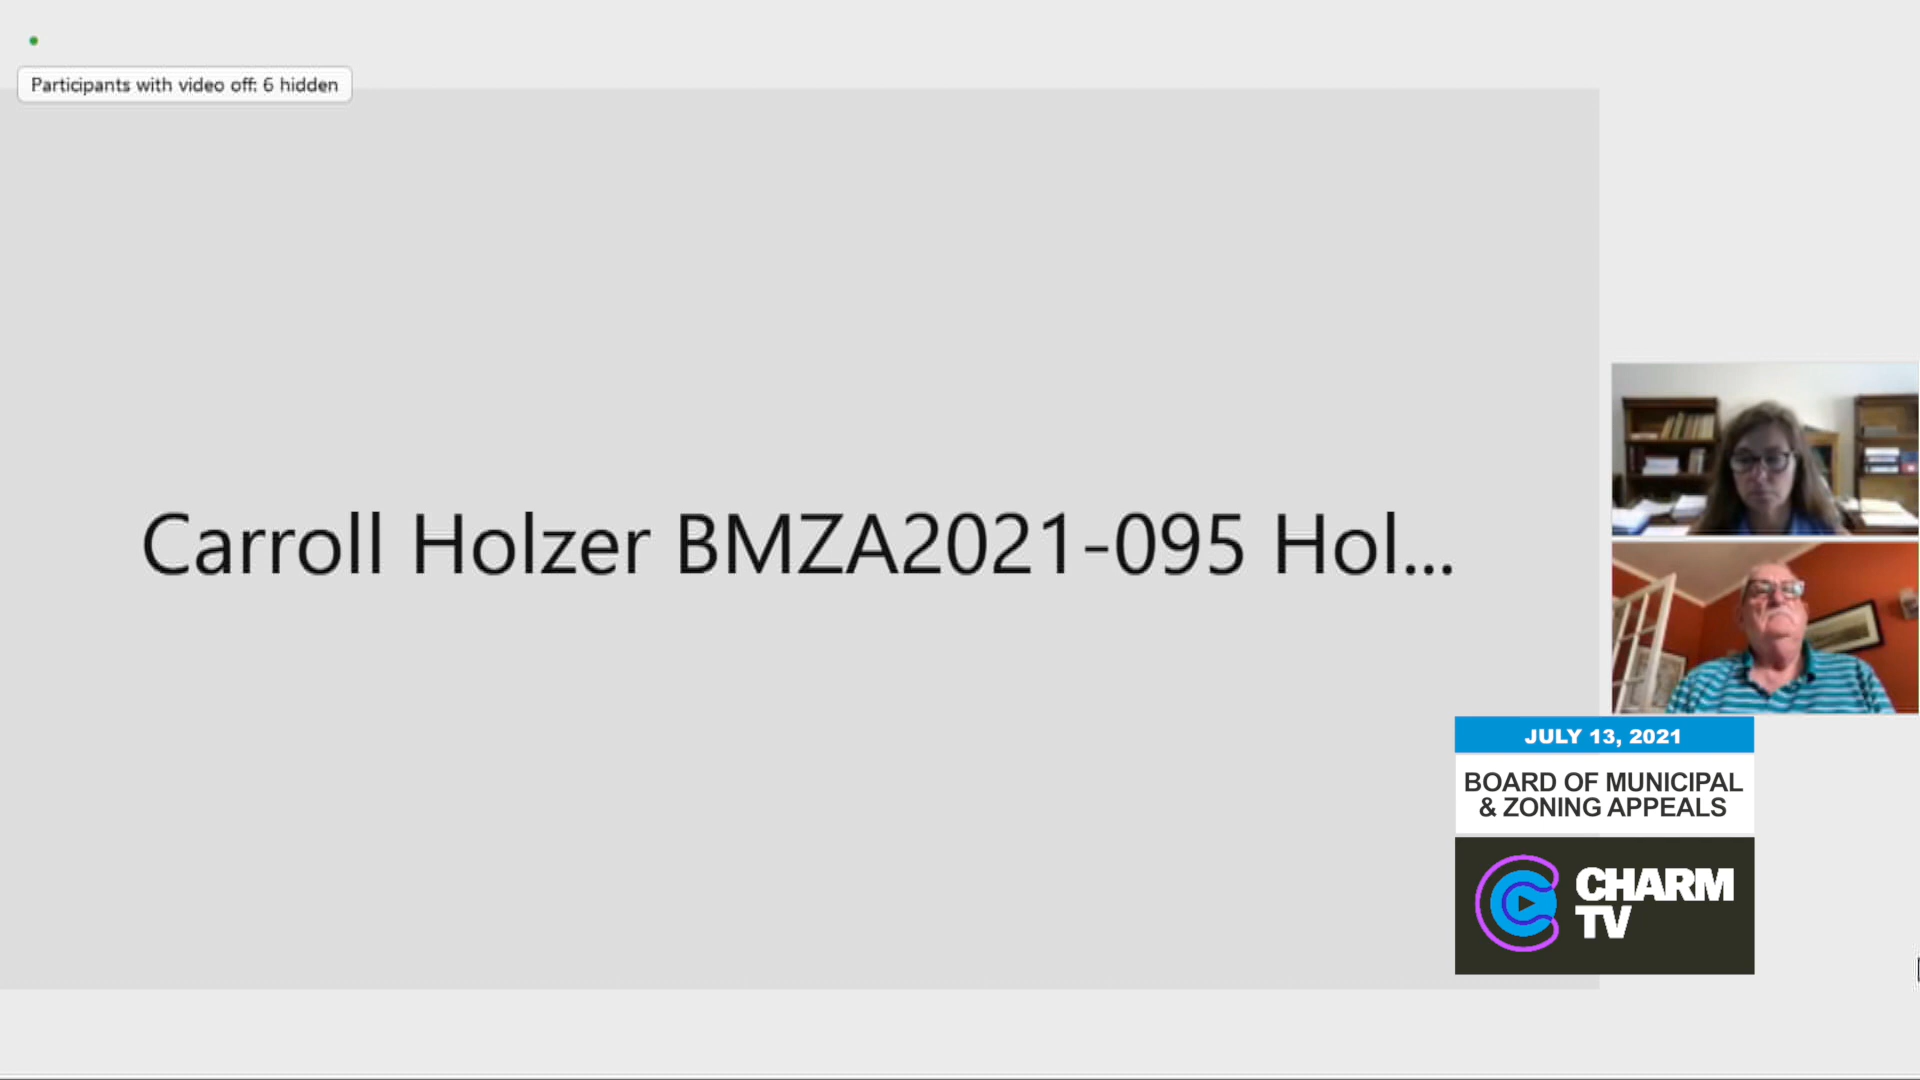 Participants with video off: 6 hidden
Carroll Holzer BMZA2021-095 Hol...
JULY 13, 2021
BOARD OF MUNICIPAL
& ZONING APPEALS
CHARM
TV